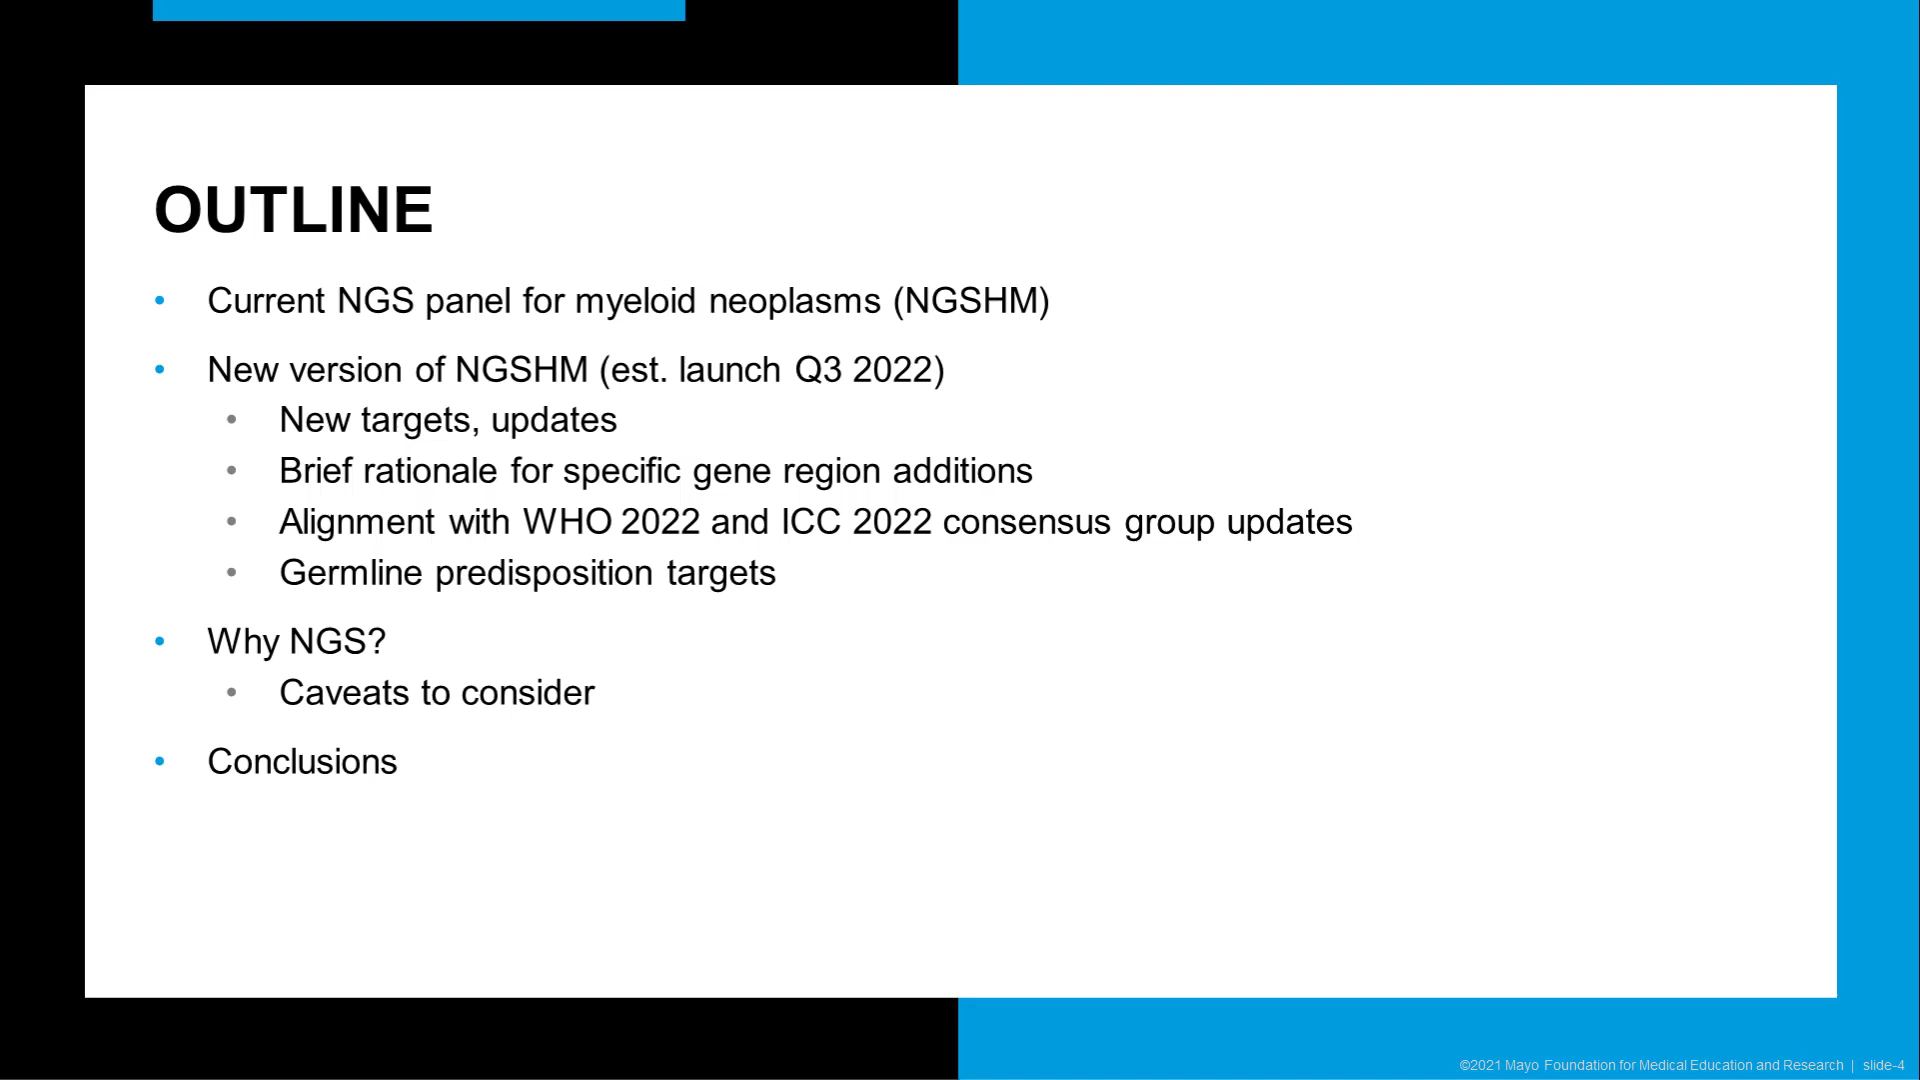 OUTLINE
• Current NGS panel for myeloid neoplasms (NGSHM)
• New version of NGSHM (est. launch Q3 2022)
• New targets, updates
• Brief rationale for specific gene region additions
• Alignment with WHO 2022 and ICC 2022 consensus group updates
• Germline predisposition targets
• Why NGS?
• Caveats to consider
• Conclusions
©2021 Mayo Foundation for Medical Education and Research | slide-4